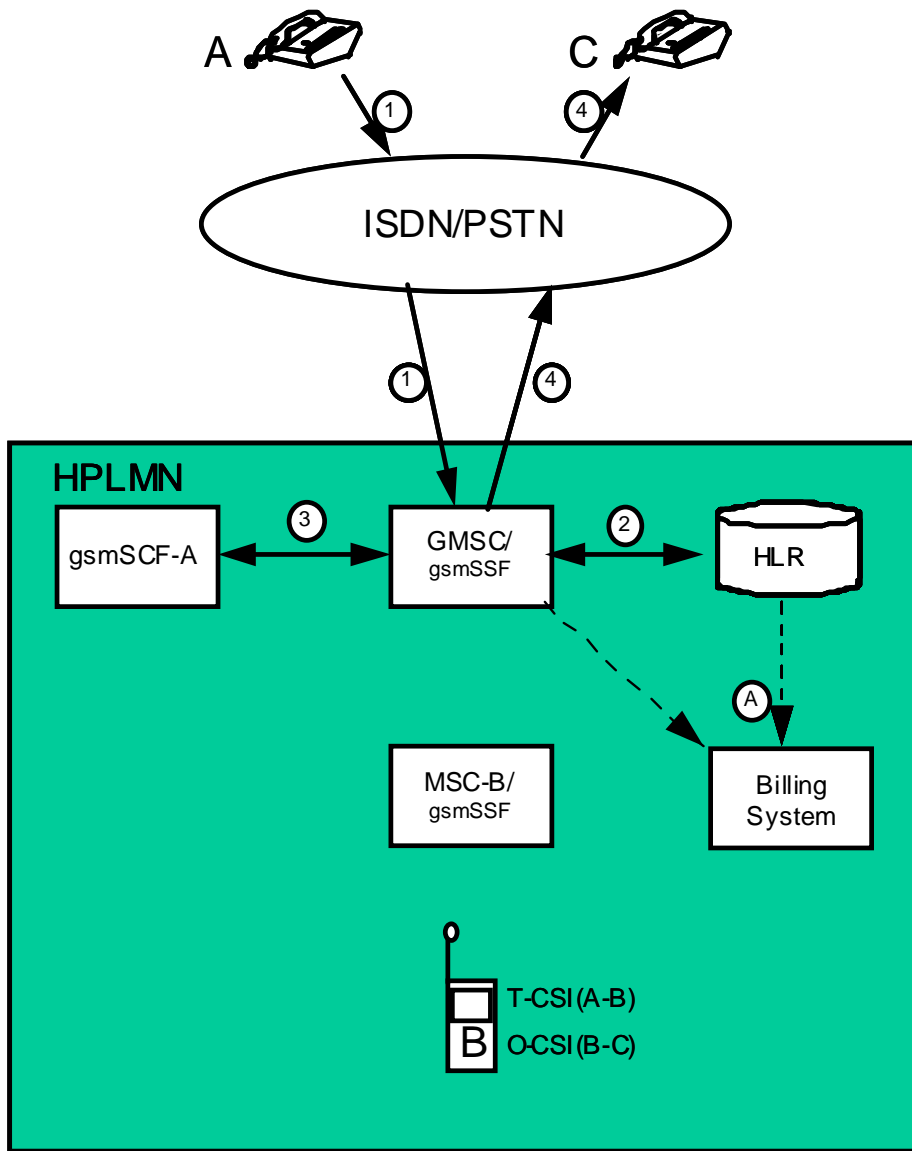 A
C
1
4
ISDN/PSTN
1
4
HPLMN
gsmSCF-A
3
GMSC/
gsmSSF
2
HLR
A
MSC-B/
gsmSSF
Billing
System
T-CSI(A-B)
B
O-CSI(B-C)